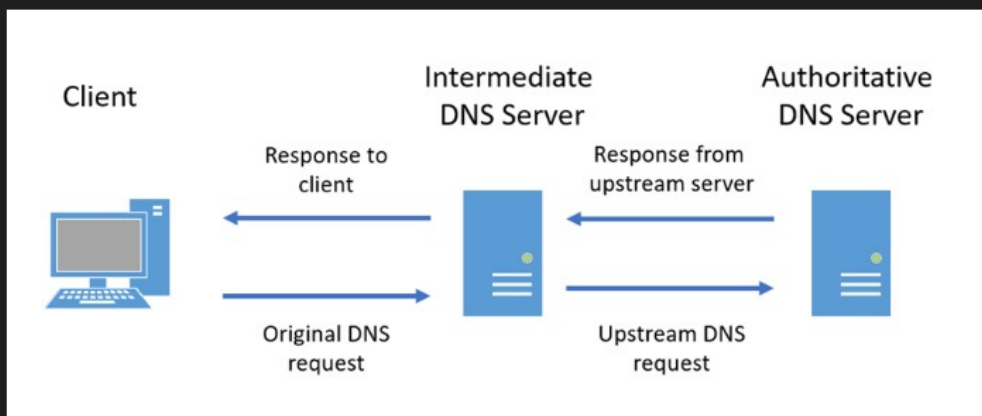 Client
Intermediate
DNS Server
Authoritative
DNS Server
Response to
client
Response from
upstream server
Original DNS
request
Upstream DNS
request